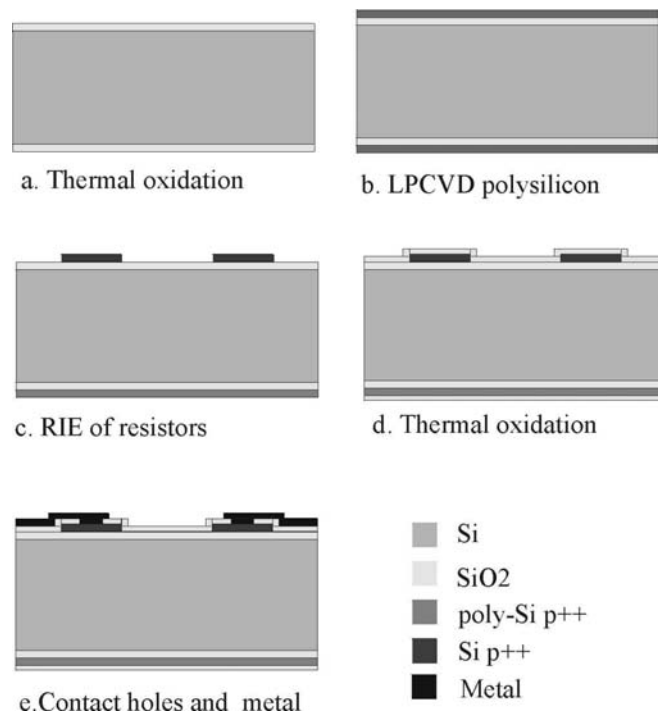 a. Thermal oxidation
b. LPCVD polysilicon
c. RIE of resistors
d. Thermal oxidation
e.Contact holes and metal
Si
SiO2
poly-Si p++
Si p++
Metal